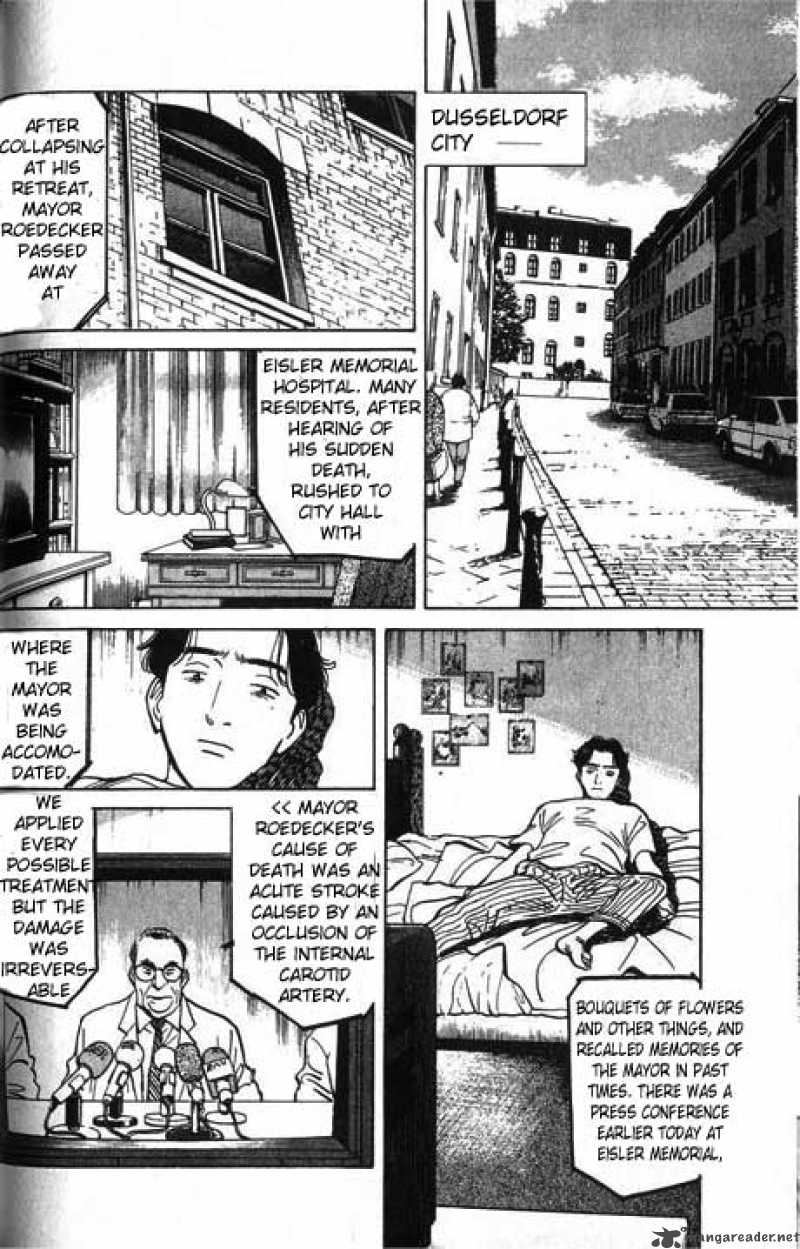 DUSSELDORF
CITY
AFTER
COLLAPSING
AT HIS
RETREAT,
MAYOR
ROEDECKER
PASSED
AWAY
AT
EISLER MEMORIAL
HOSPITAL. MANY
RESIDENTS, AFTER
HEARING OF
HIS SUDDEN
DEATH,
RUSHED TO
CITY HALL
WITH
BOUQUETS OF FLOWERS
AND OTHER THINGS, AND
RECALLED MEMORIES OF
THE MAYOR IN PAST
TIMES. THERE WAS A
PRESS CONFERENCE
EARLIER TODAY AT
EISLER MEMORIAL,
WHERE
THE
MAYOR
WAS
BEING
ACCOMO-
DATED.
<< MAYOR
ROEDECKER'S
CAUSE OF
DEATH WAS AN
ACUTE STROKE
CAUSED BY AN
OCCLUSION OF
THE INTERNAL
CAROTID
ARTERY.
WE
APPLIED
EVERY
POSSIBLE
TREATMENT
BUT THE
DAMAGE
WAS
IRREVERS-
ABLE
mangareader.net